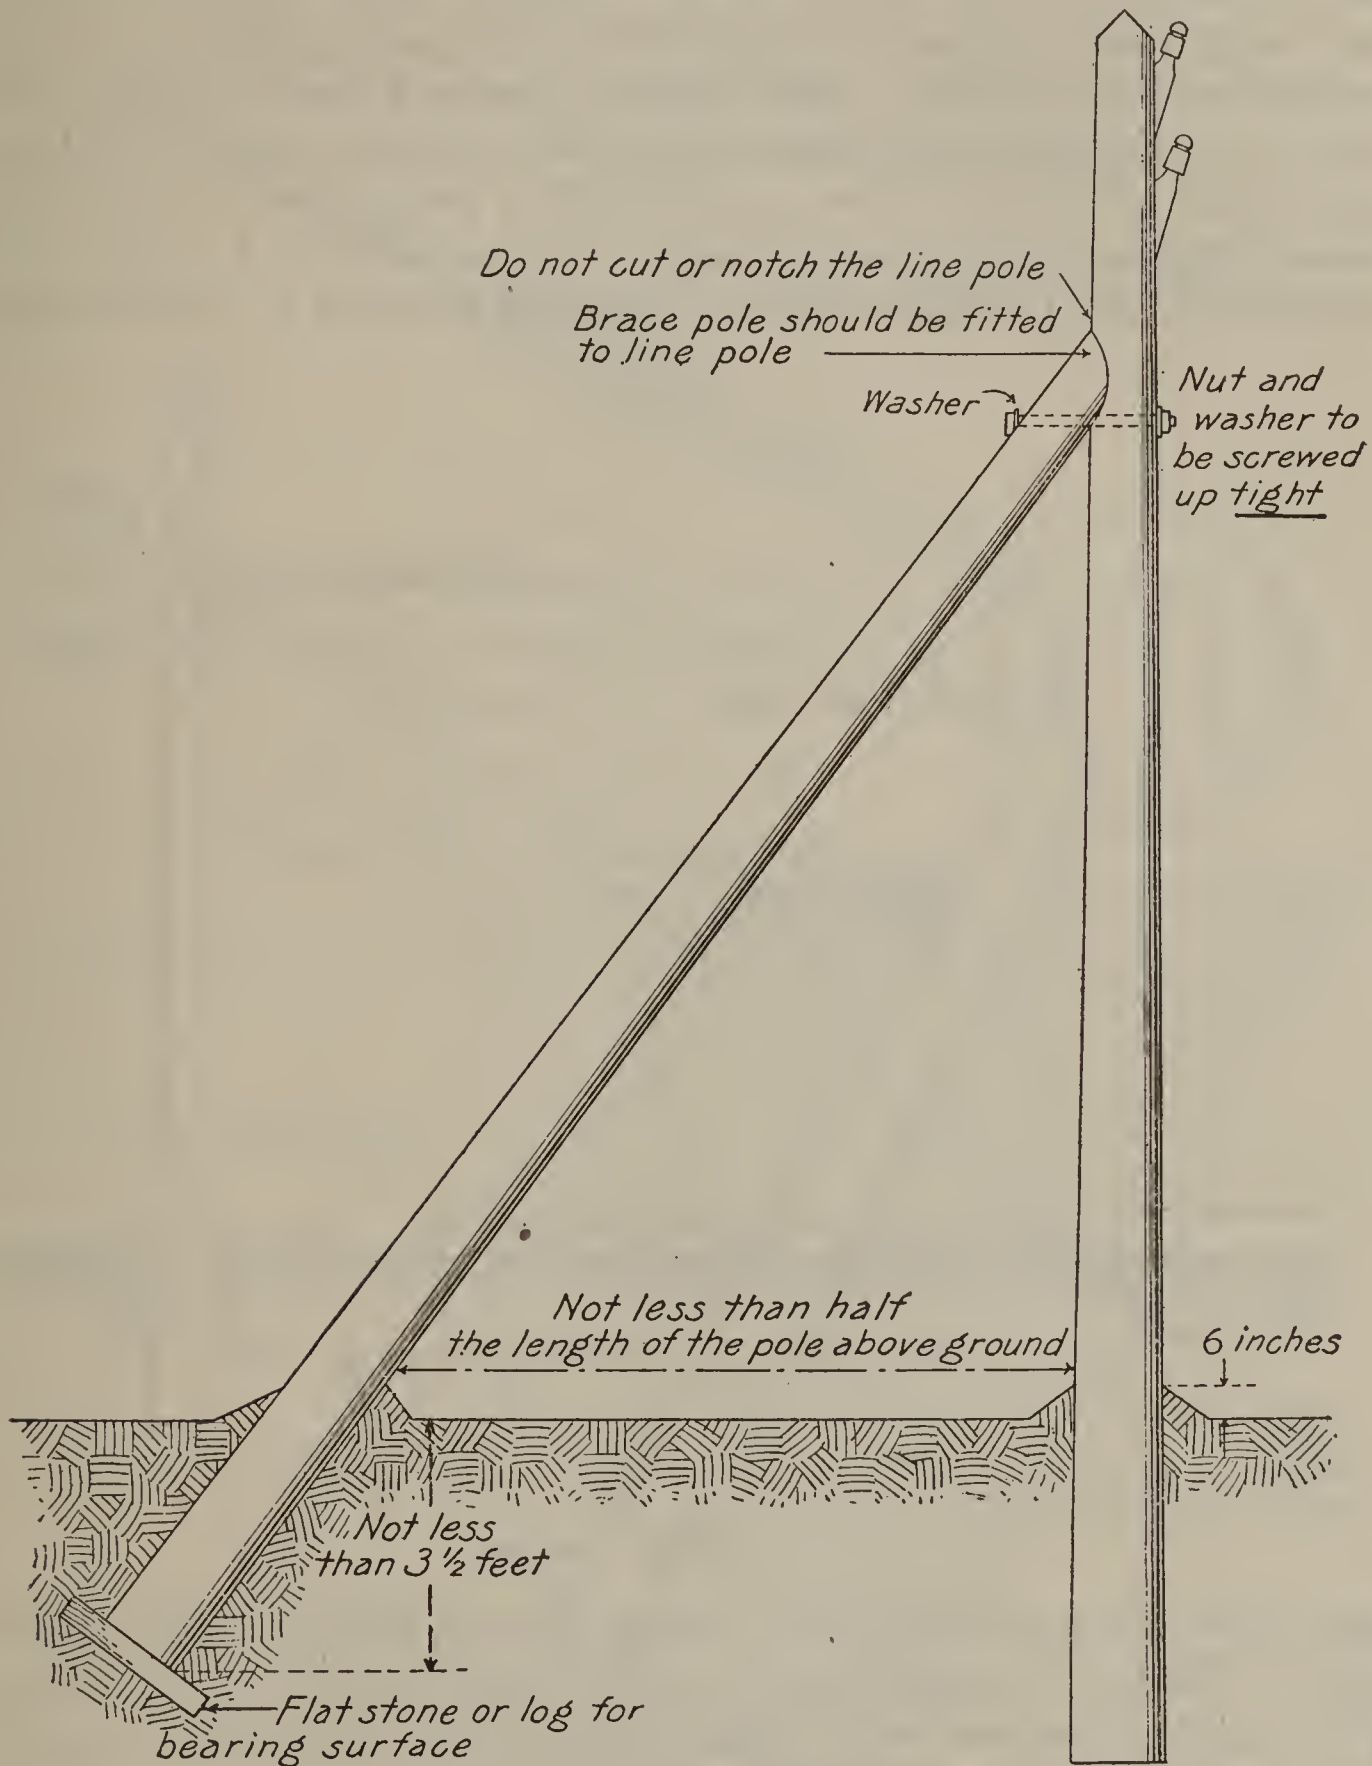 Do not cut or notch the line pole
Brace pole should be fitted
to line pole
Washer
Nut and
washer to
be screwed
up tight
Not less than half
the length of the pole above ground
6 inches
Not less
than 3 ½ feet
Flat stone or log for
bearing surface